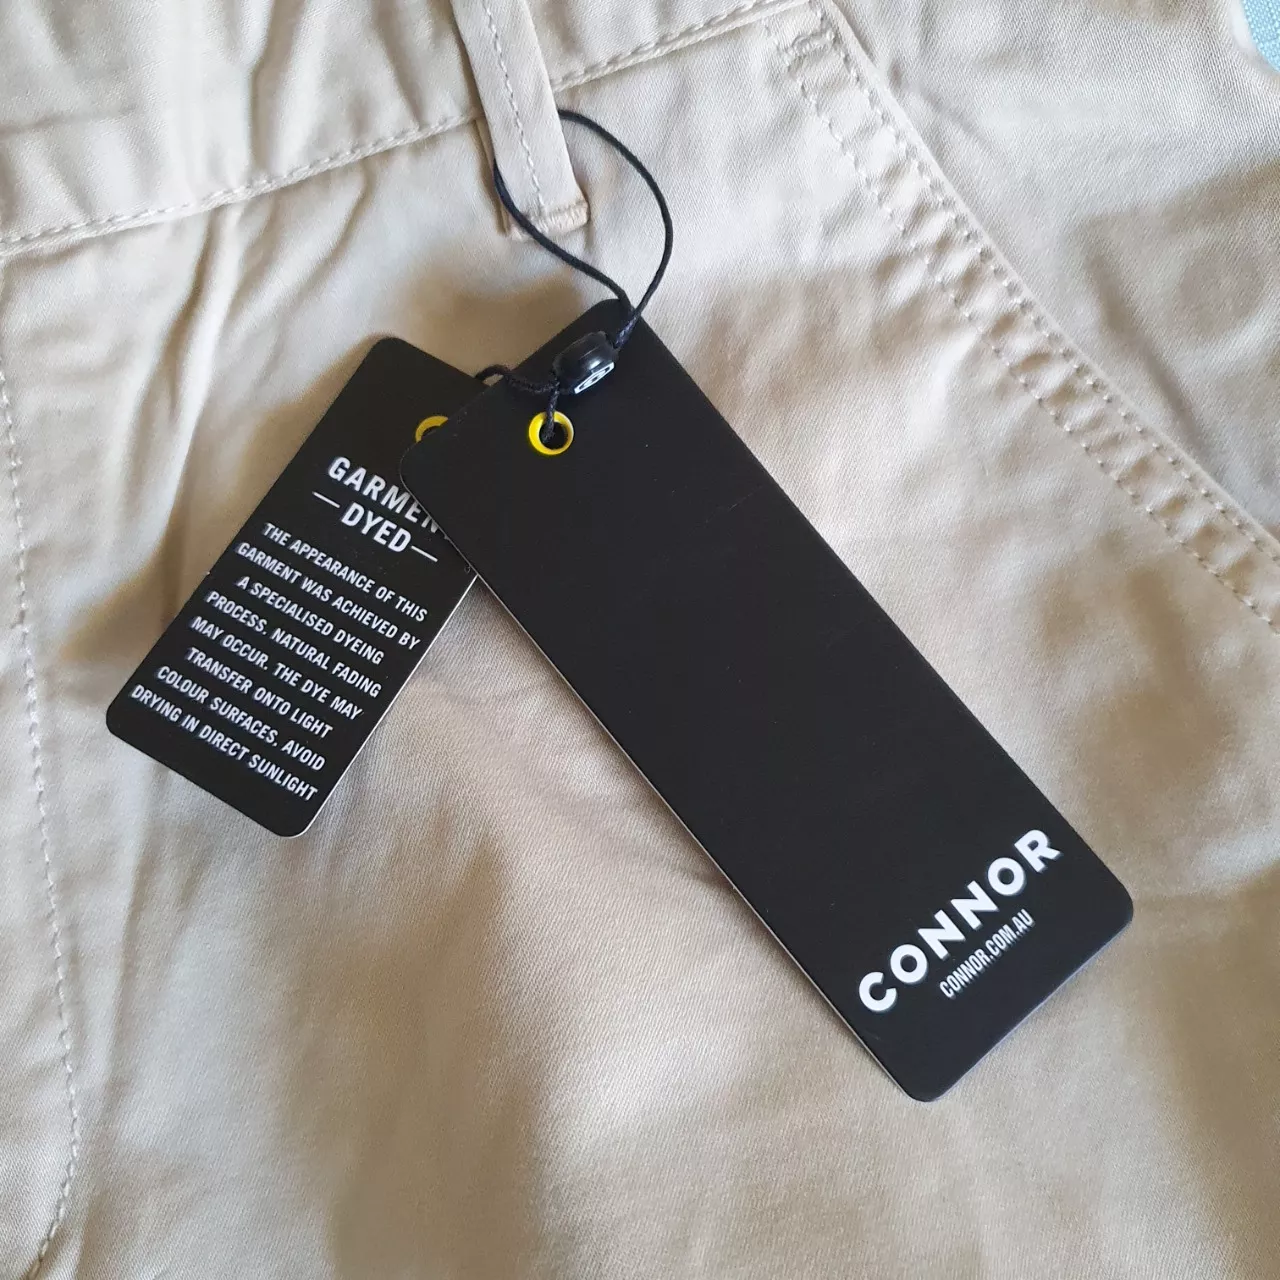 GARMENT
— DYED —
THE APPEARANCE OF THIS
GARMENT WAS ACHIEVED BY
A SPECIALISED DYEING
PROCESS. NATURAL FADING
MAY OCCUR. THE DYE MAY
TRANSFER ONTO LIGHT
COLOUR SURFACES. AVOID
DRYING IN DIRECT SUNLIGHT
CONNOR
CONNOR.COM.AU